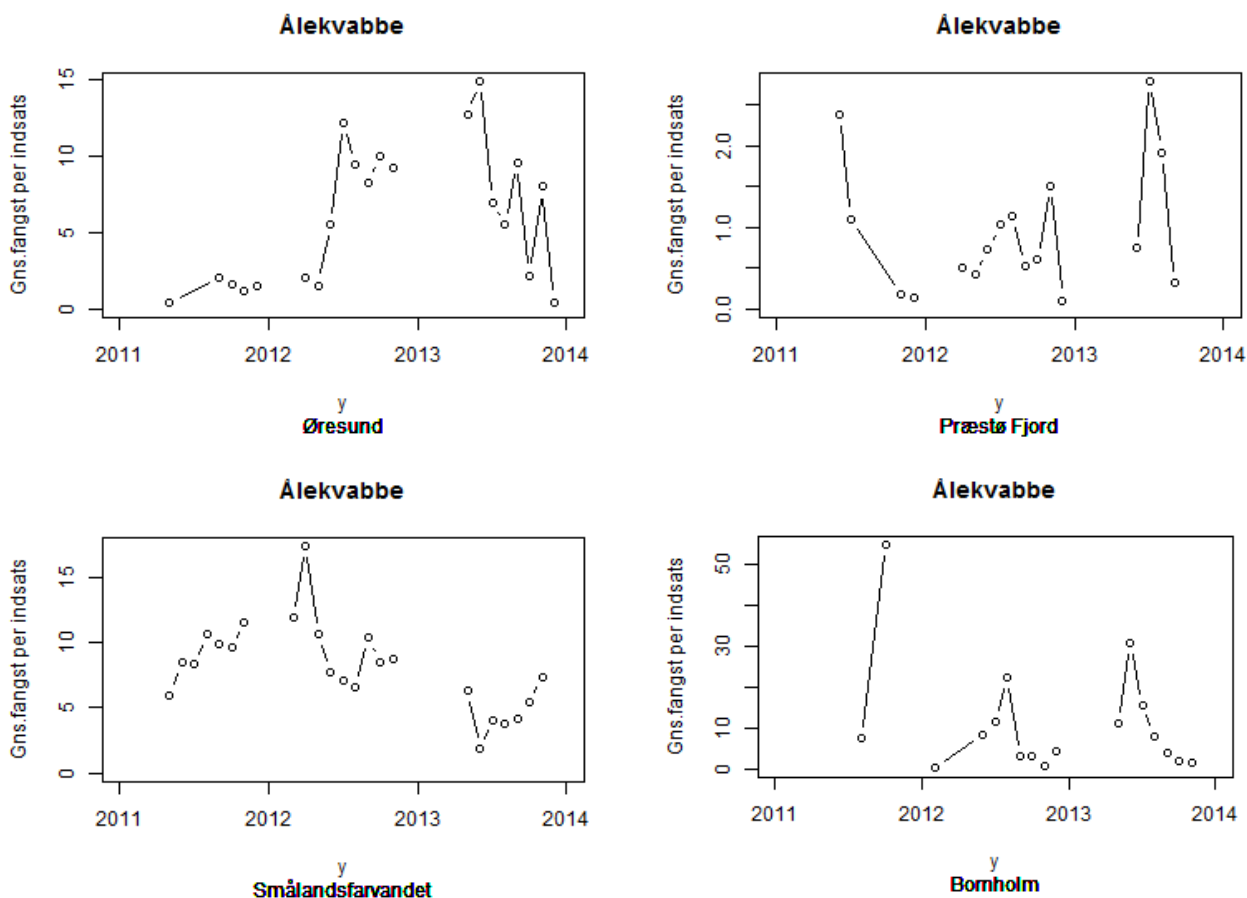 Ålekvabbe
Gns.fangst per indsats
15
10
5
0
2011 2012 2013 2014
y
Øresund
Ålekvabbe
Gns.fangst per indsats
2.0
1.0
0.0
2011 2012 2013 2014
y
Præstø Fjord
Ålekvabbe
Gns.fangst per indsats
15
10
5
0
2011 2012 2013 2014
y
Smålandsfarvandet
Ålekvabbe
Gns.fangst per indsats
50
30
10
0
2011 2012 2013 2014
y
Bornholm